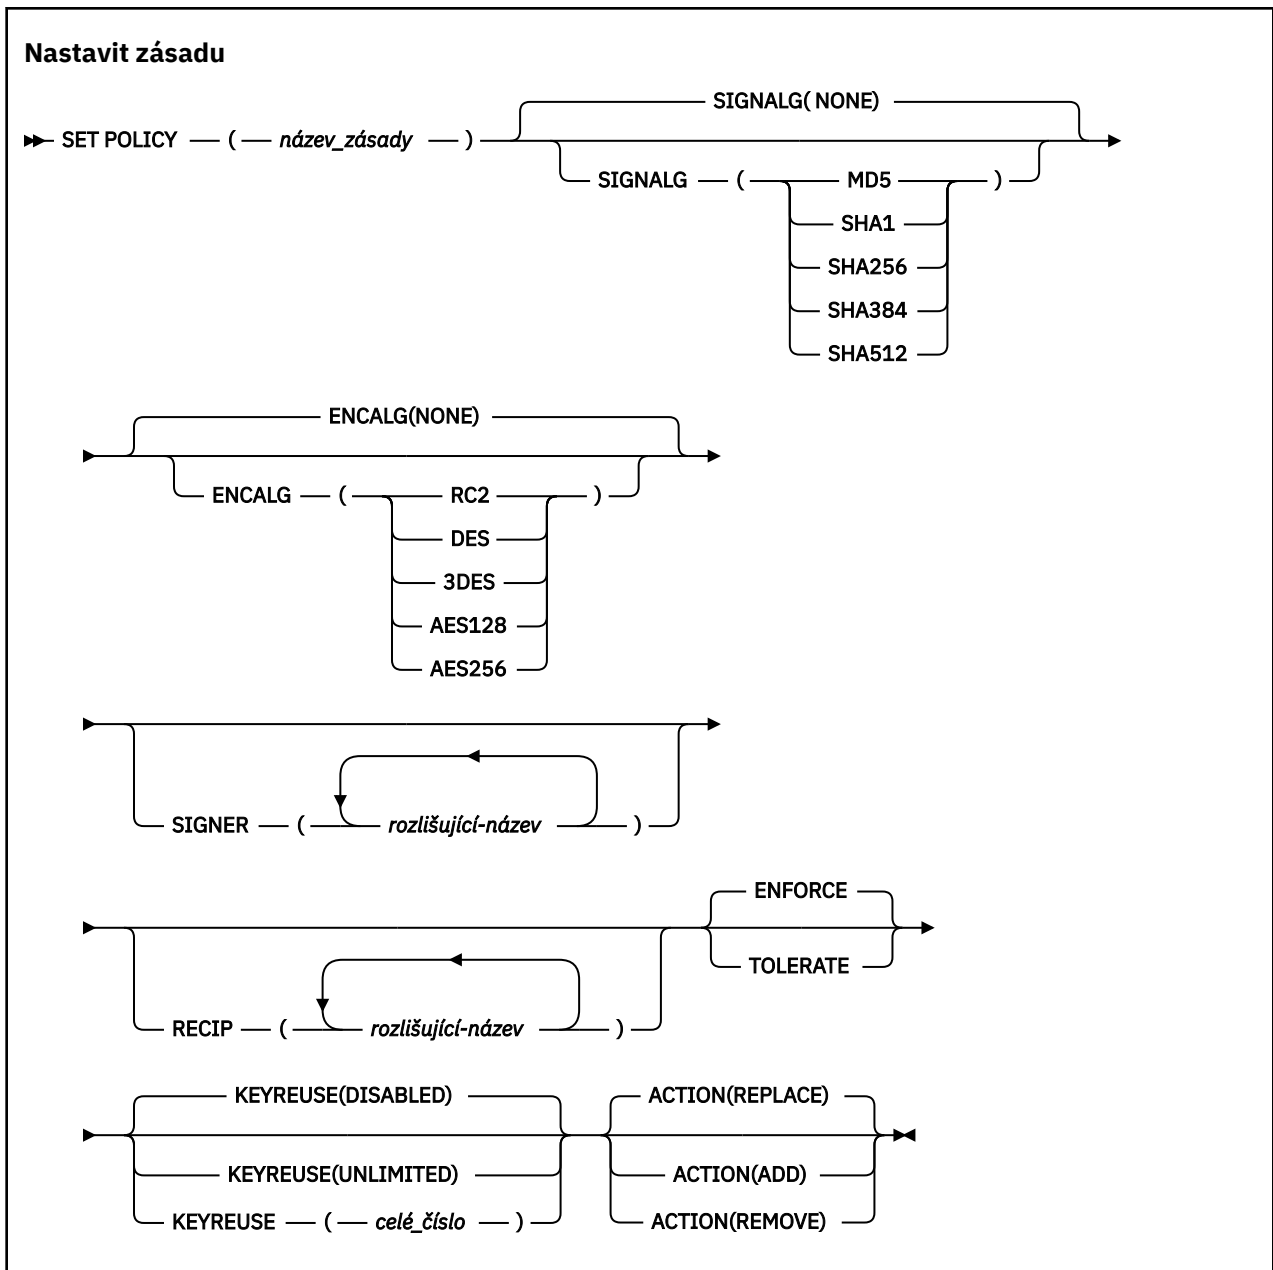 Nastavit zásadu
SIGNALG( NONE)
SET POLICY ( název_zásady )
SIGNALG ( MD5 )
SHA1
SHA256
SHA384
SHA512
ENCALG(NONE)
ENCALG ( RC2 )
DES
3DES
AES128
AES256
SIGNER ( rozlišující-název )
ENFORCE
TOLERATE
RECIP ( rozlišující-název )
KEYREUSE(DISABLED) ACTION(REPLACE)
KEYREUSE(UNLIMITED) ACTION(ADD)
KEYREUSE ( celé_číslo ) ACTION(REMOVE)